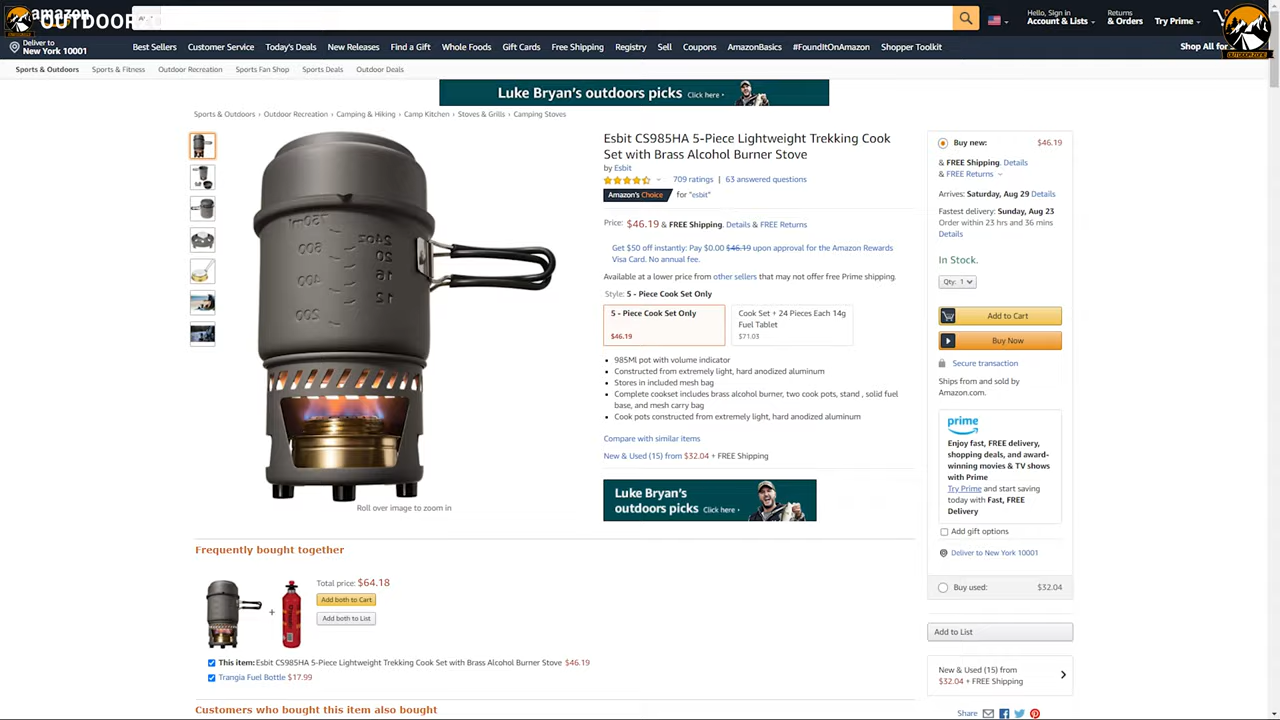 amazon
OUTDOOR
Hello, Sign in
Account & Lists
Returns
& Orders
Try Prime
Deliver to
New York 10001
Best Sellers
Customer Service
Today's Deals
New Releases
Find a Gift
Whole Foods
Gift Cards
Free Shipping
Registry
Sell
Coupons
AmazonBasics
#FoundItOnAmazon
Shopper Toolkit
Shop All for
OUTDOORZONE
Sports & Outdoors
Sports & Fitness
Outdoor Recreation
Sports Fan Shop
Sports Deals
Outdoor Deals
Luke Bryan's outdoors picks Click here ›
Sports & Outdoors › Outdoor Recreation › Camping & Hiking › Camp Kitchen › Stoves & Grills › Camping Stoves
Esbit CS985HA 5-Piece Lightweight Trekking Cook
Set with Brass Alcohol Burner Stove
by Esbit
709 ratings | 63 answered questions
Amazon's Choice for "esbit"
Price: $46.19 & FREE Shipping. Details & FREE Returns
Get $50 off instantly: Pay $0.00 $46.19 upon approval for the Amazon Rewards
Visa Card. No annual fee.
Available at a lower price from other sellers that may not offer free Prime shipping.
Style: 5 - Piece Cook Set Only
5 - Piece Cook Set Only
$46.19
Cook Set + 24 Pieces Each 14g
Fuel Tablet
$71.03
985Ml pot with volume indicator
Constructed from extremely light, hard anodized aluminum
Stores in included mesh bag
Complete cookset includes brass alcohol burner, two cook pots, stand , solid fuel
base, and mesh carry bag
Cook pots constructed from extremely light, hard anodized aluminum
Compare with similar items
New & Used (15) from $32.04 + FREE Shipping
Luke Bryan's
outdoors picks Click here ›
Roll over image to zoom in
Buy new: $46.19
& FREE Shipping. Details
& FREE Returns
Arrives: Saturday, Aug 29 Details
Fastest delivery: Sunday, Aug 23
Order within 23 hrs and 36 mins
Details
In Stock.
Qty: 1
Add to Cart
Buy Now
Secure transaction
Ships from and sold by
Amazon.com.
prime
Enjoy fast, FREE delivery,
shopping deals, and award-
winning movies & TV shows
with Prime
Try Prime and start saving
today with Fast, FREE
Delivery
Add gift options
Deliver to New York 10001
Buy used: $32.04
Add to List
New & Used (15) from
$32.04 + FREE Shipping
Share
Frequently bought together
+
Total price: $64.18
Add both to Cart
Add both to List
This item: Esbit CS985HA 5-Piece Lightweight Trekking Cook Set with Brass Alcohol Burner Stove $46.19
Trangia Fuel Bottle $17.99
Customers who bought this item also bought